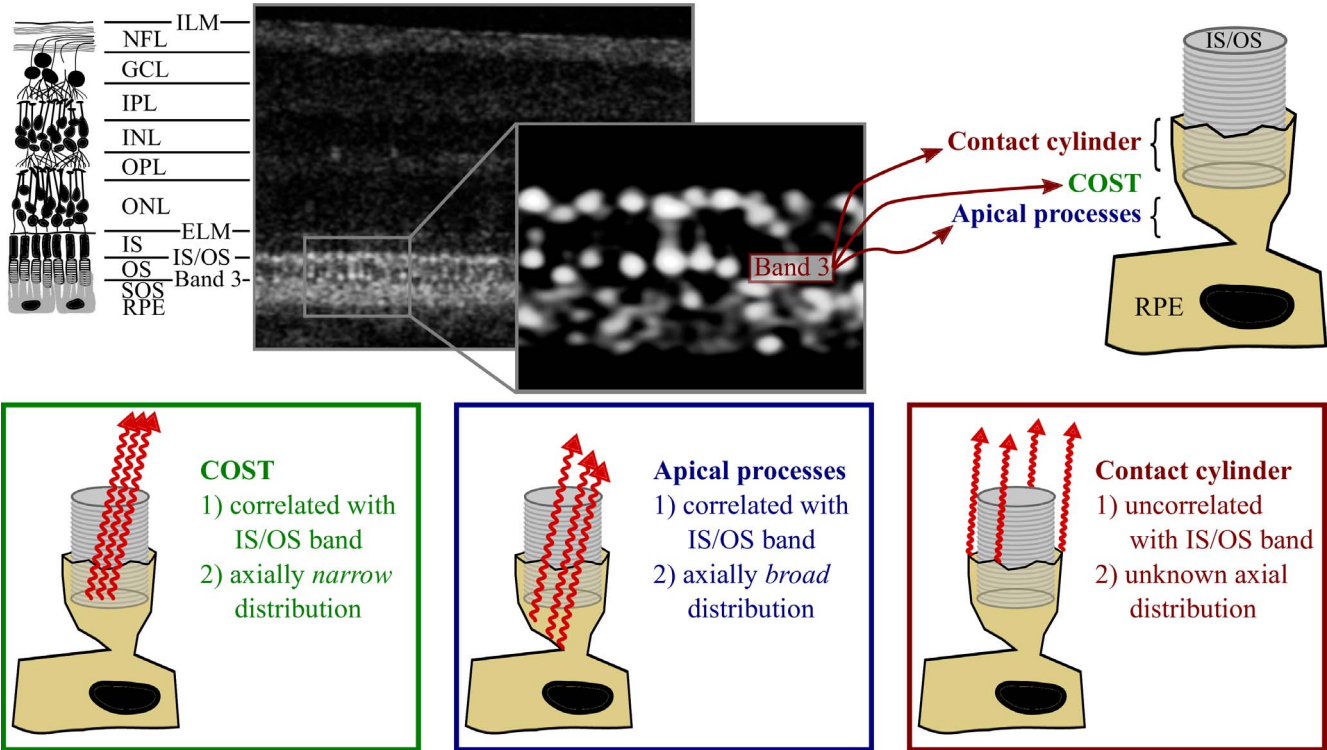 ILM
NFL
GCL
IPL
INL
OPL
ONL
ELM
IS
IS/OS
OS
Band 3
SOS
RPE
Band 3
Contact cylinder {
COST
Apical processes {
IS/OS
RPE
COST
1) correlated with
IS/OS band
2) axially narrow
distribution
Apical processes
1) correlated with
IS/OS band
2) axially broad
distribution
Contact cylinder
1) uncorrelated
with IS/OS band
2) unknown axial
distribution